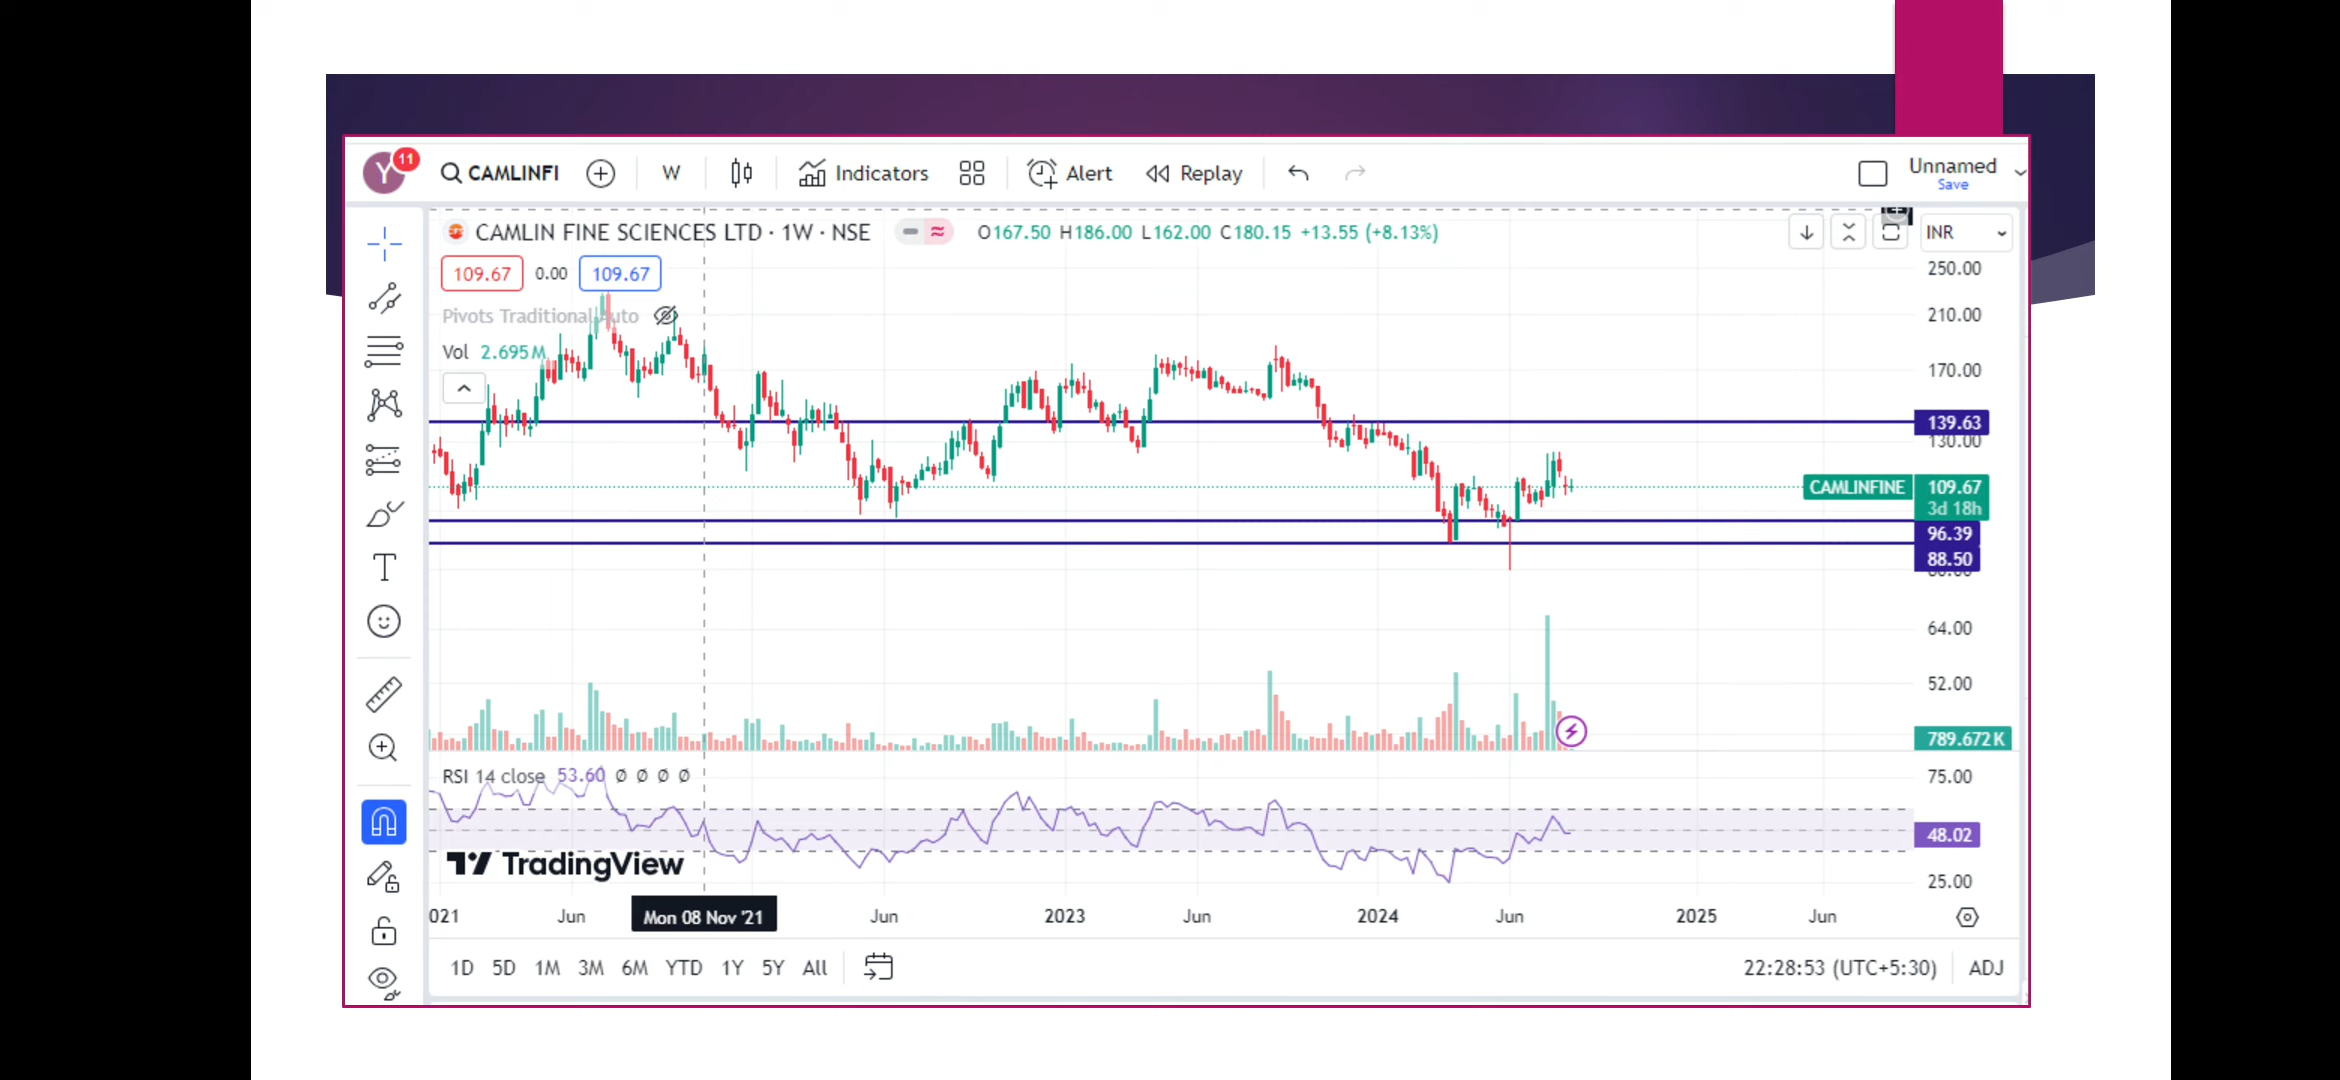 Y 11 CAMLINFI W Indicators Alert Replay Unnamed
Save
CAMLIN FINE SCIENCES LTD · 1W · NSE O167.50 H186.00 L162.00 C180.15 +13.55 (+8.13%) INR
109.67 0.00 109.67
250.00
Pivots Traditional Auto
210.00
Vol 2.695M
170.00
139.63
130.00
CAMLINFINE 109.67
3d 18h
96.39
88.50
64.00
52.00
789.672K
RSI 14 close 53.60 Ø Ø Ø Ø
75.00
48.02
TradingView
25.00
021 Jun Mon 08 Nov '21 Jun 2023 Jun 2024 Jun 2025 Jun
1D 5D 1M 3M 6M YTD 1Y 5Y All 22:28:53 (UTC+5:30) ADJ